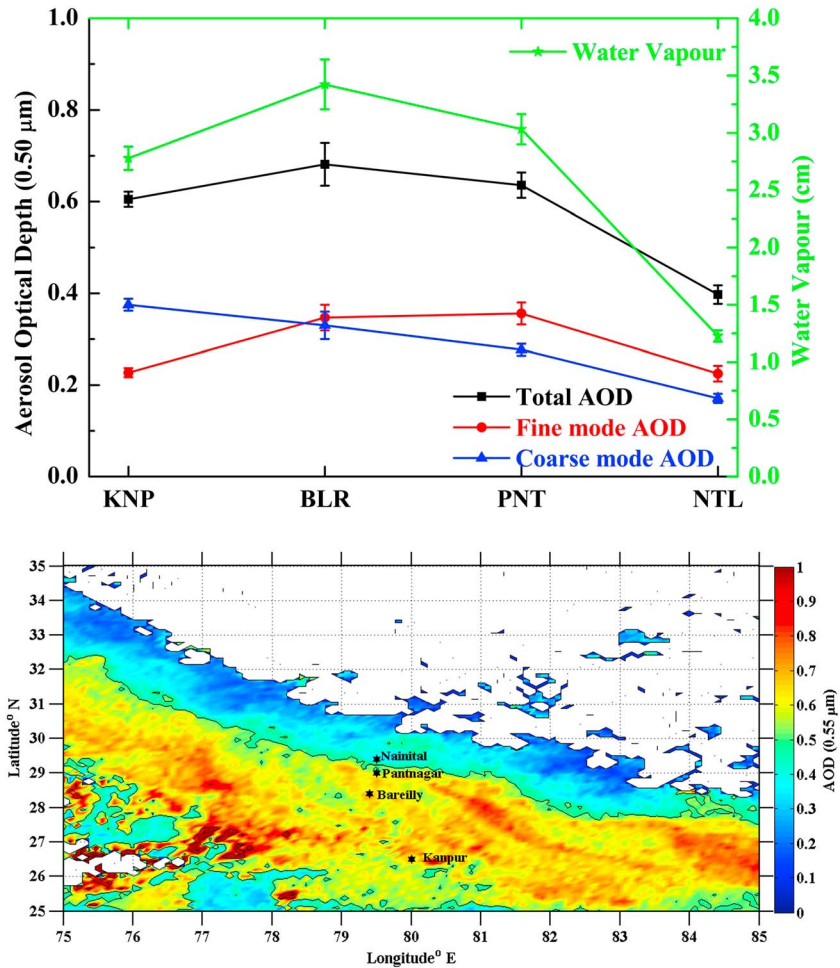 1.0
0.8
0.6
0.4
0.2
0.0
Aerosol Optical Depth (0.50 μm)
4.0
3.5
3.0
2.5
2.0
1.5
1.0
0.5
0.0
Water Vapour (cm)
Water Vapour
Total AOD
Fine mode AOD
Coarse mode AOD
KNP BLR PNT NTL
35
34
33
32
31
30
29
28
27
26
25
Latitude° N
Nainital
Pantnagar
Bareilly
Kanpur
75 76 77 78 79 80 81 82 83 84 85
Longitude° E
1
0.9
0.8
0.7
0.6
0.5
0.4
0.3
0.2
0.1
0
AOD (0.55 μm)